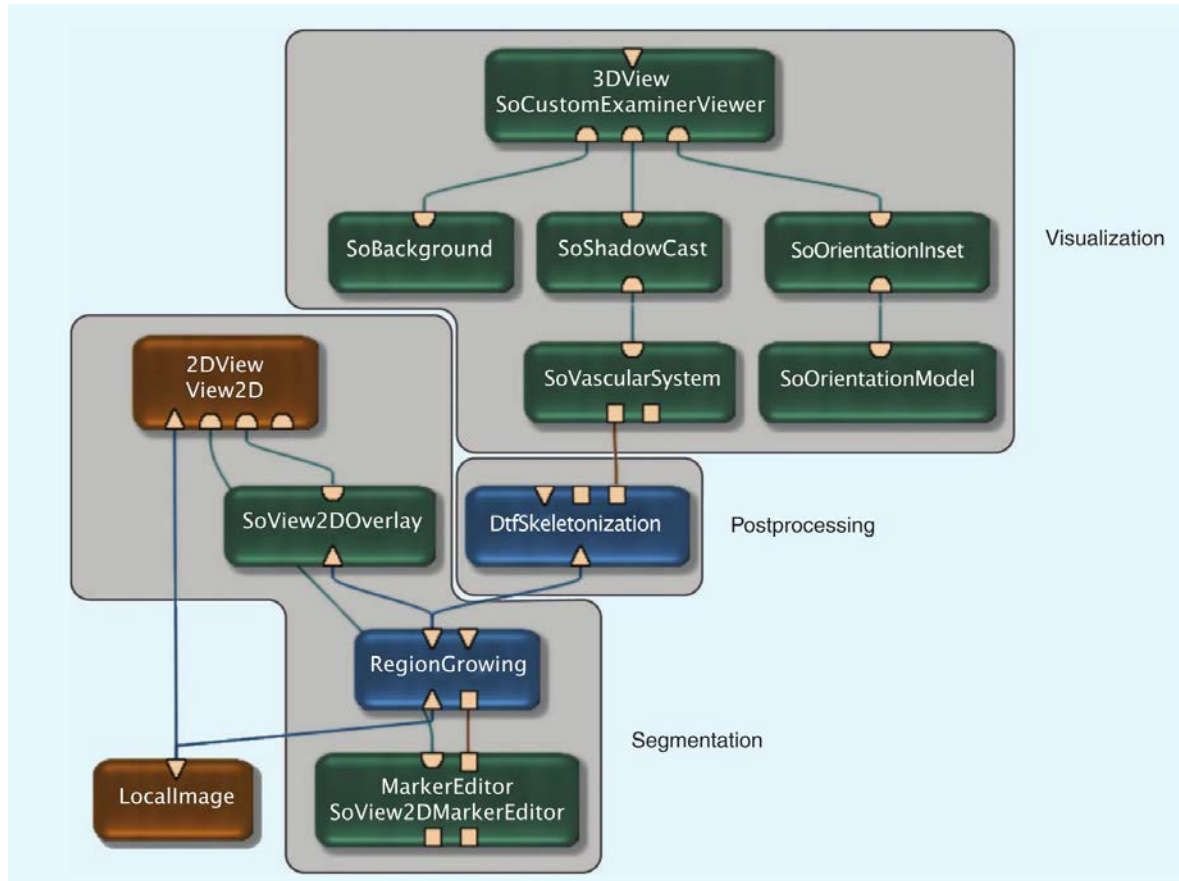 3DView
SoCustomExaminerViewer
SoBackground
SoShadowCast
SoOrientationInset
Visualization
2DView
View2D
SoVascularSystem
SoOrientationModel
SoView2DOverlay
DtfSkeletonization
Postprocessing
RegionGrowing
Segmentation
LocalImage
MarkerEditor
SoView2DMarkerEditor